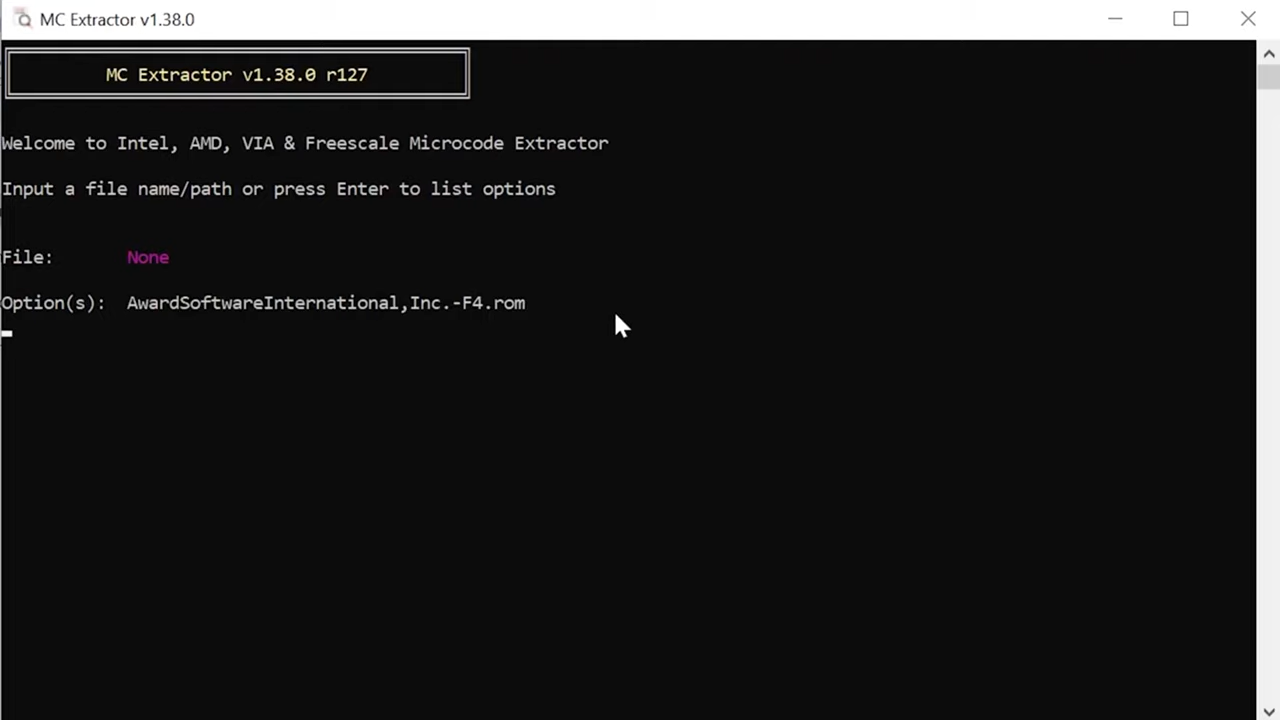 MC Extractor v1.38.0
MC Extractor v1.38.0 r127
Welcome to Intel, AMD, VIA & Freescale Microcode Extractor
Input a file name/path or press Enter to list options
File: None
Option(s): AwardSoftwareInternational,Inc.-F4.rom